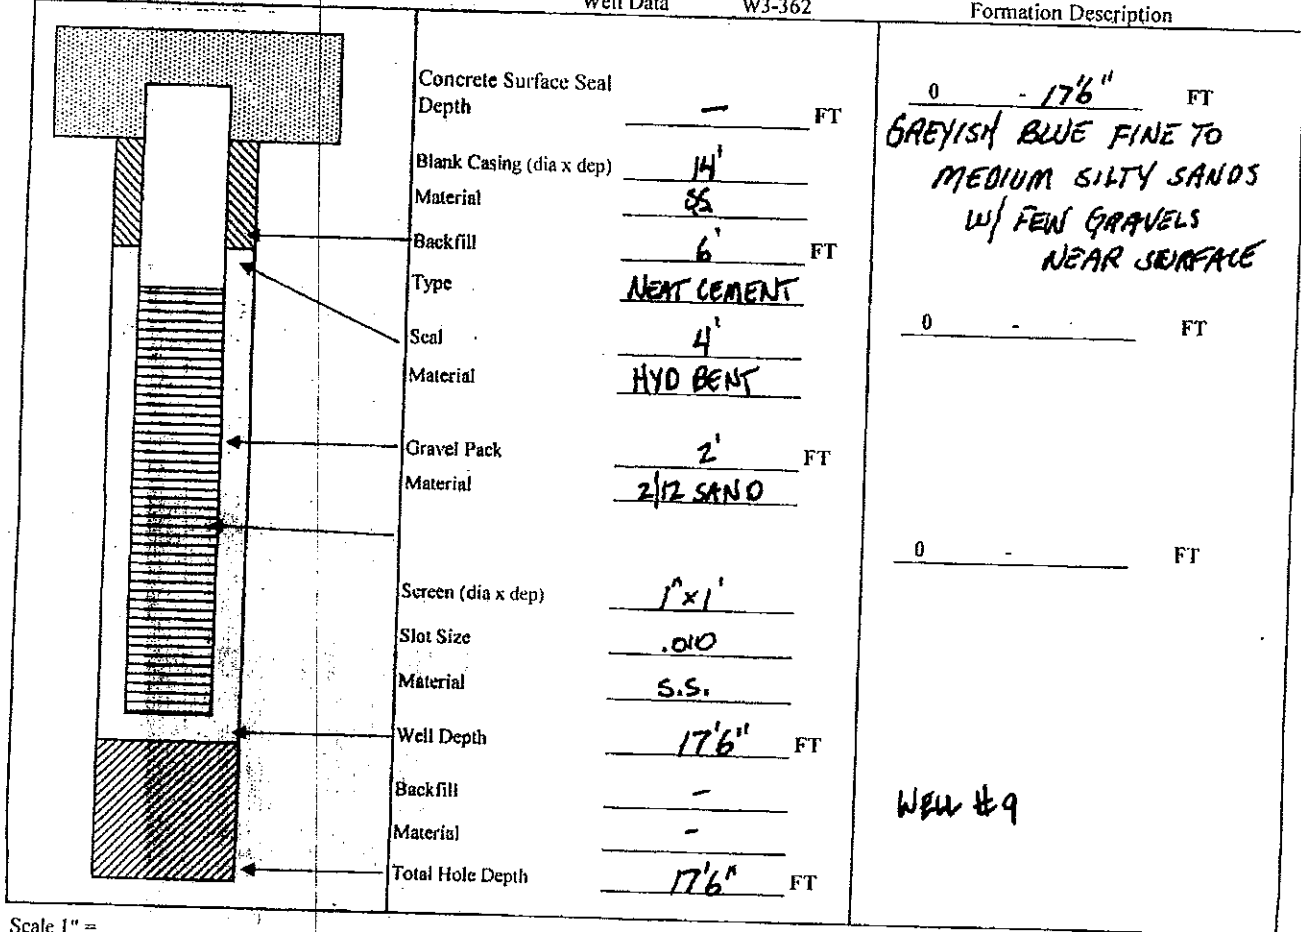 Well Data W3-362 Formation Description
Concrete Surface Seal
Depth — FT
Blank Casing (dia x dep) 14'
Material SS
Backfill 6' FT
Type NEAT CEMENT
Seal 4'
Material HYD BENT
Gravel Pack 2' FT
Material 2/12 SAND
Screen (dia x dep) 1" x 1'
Slot Size .010
Material S.S.
Well Depth 17'6" FT
Backfill -
Material -
Total Hole Depth 17'6" FT
0 - 17'6" FT
GREYISH BLUE FINE TO
MEDIUM SILTY SANDS
W/ FEW GRAVELS
NEAR SURFACE
0 - FT
0 - FT
WELL #9
Scale 1" =